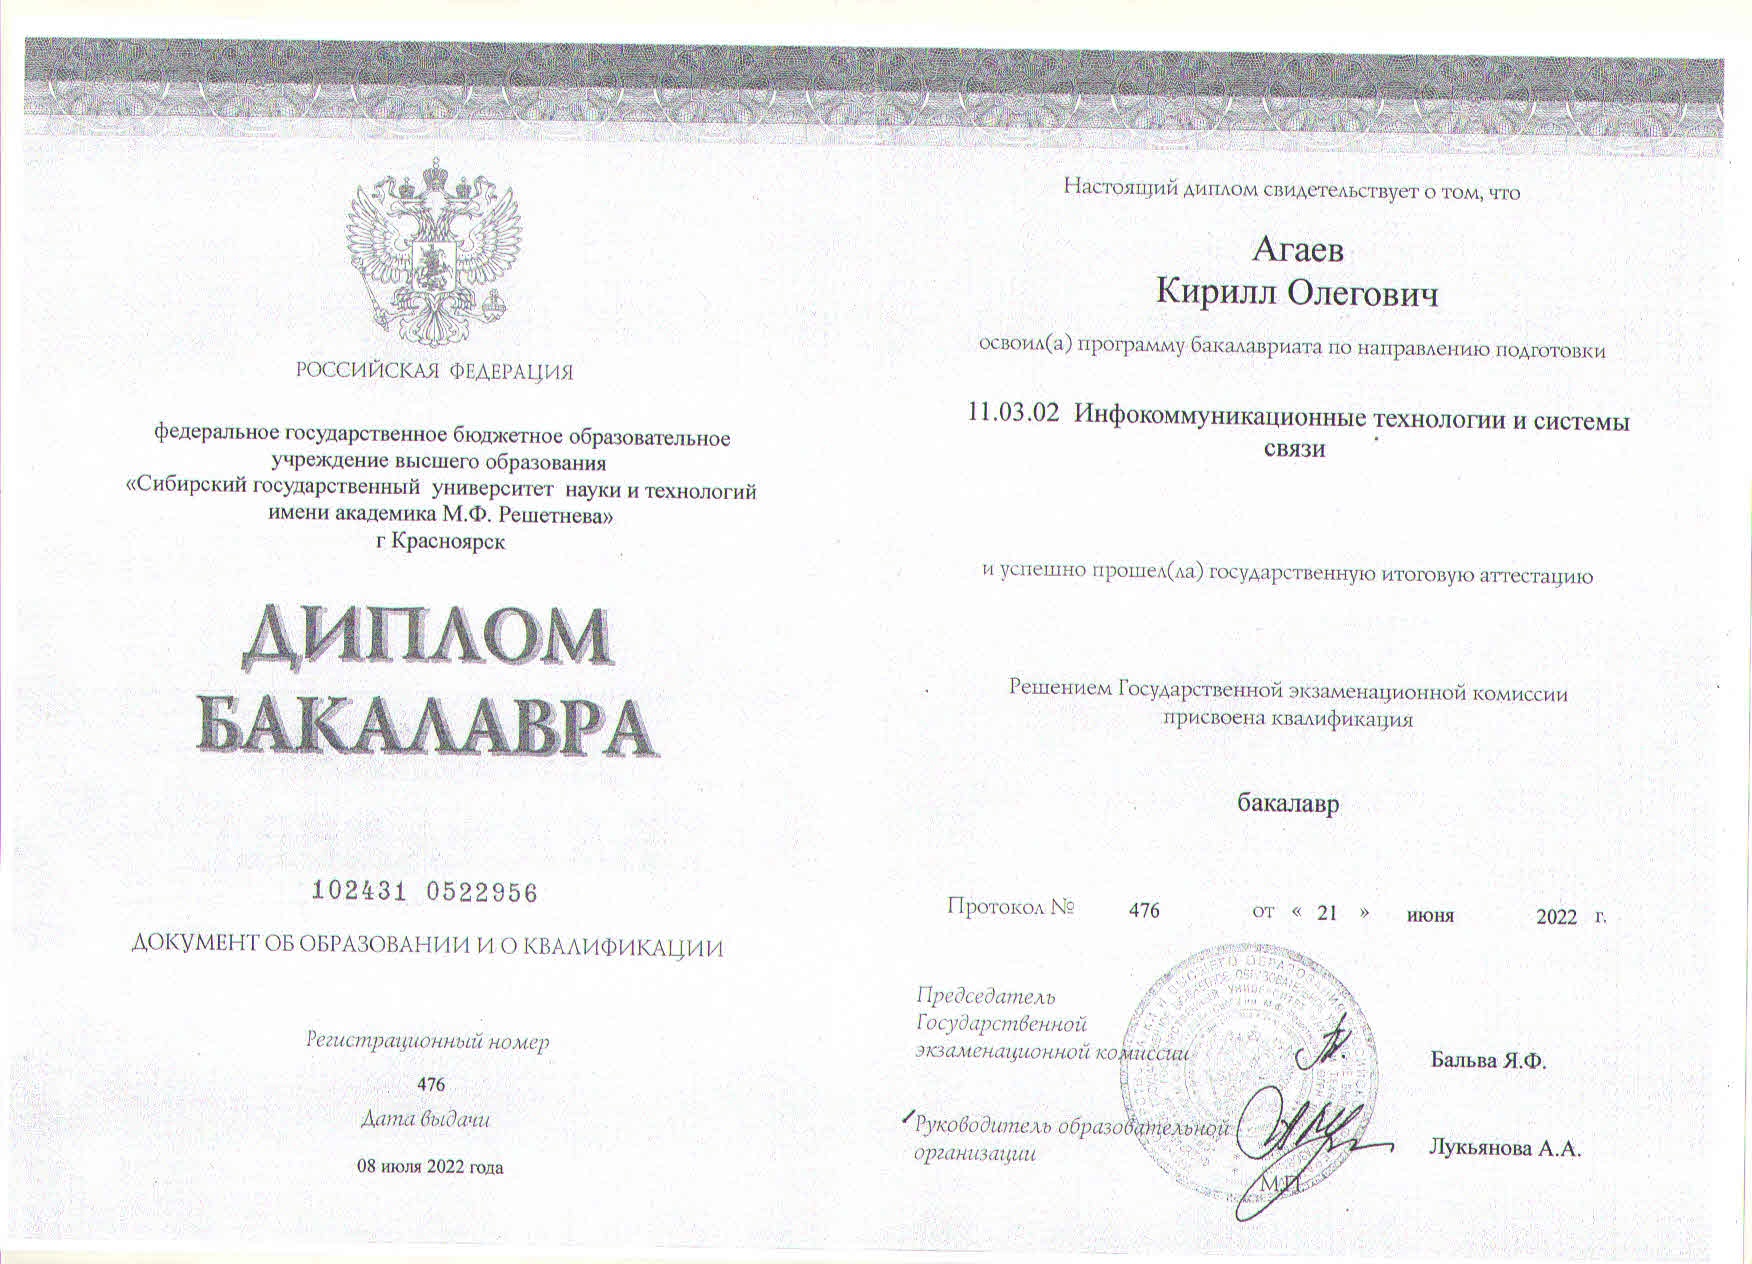 РОССИЙСКАЯ ФЕДЕРАЦИЯ
федеральное государственное бюджетное образовательное
учреждение высшего образования
«Сибирский государственный университет науки и технологий
имени академика М.Ф. Решетнева»
г Красноярск
ДИПЛОМ
БАКАЛАВРА
102431 0522956
ДОКУМЕНТ ОБ ОБРАЗОВАНИИ И О КВАЛИФИКАЦИИ
Регистрационный номер
476
Дата выдачи
08 июля 2022 года
Настоящий диплом свидетельствует о том, что
Агаев
Кирилл Олегович
освоил(а) программу бакалавриата по направлению подготовки
11.03.02 Инфокоммуникационные технологии и системы
связи
и успешно прошел(ла) государственную итоговую аттестацию
Решением Государственной экзаменационной комиссии
присвоена квалификация
бакалавр
Протокол № 476 от « 21 » июня 2022 г.
Председатель
Государственной
экзаменационной комиссии
Бальва Я.Ф.
Руководитель образовательной
организации
Лукьянова А.А.
М.П.